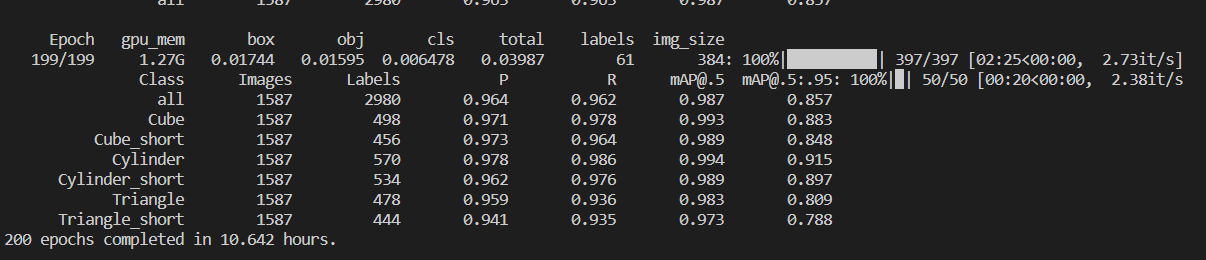 all 1587 2980 0.963 0.963 0.987 0.857
Epoch gpu_mem box obj cls total labels img_size
199/199 1.27G 0.01744 0.01595 0.006478 0.03987 61 384: 100%|██████████| 397/397 [02:25<00:00, 2.73it/s]
Class Images Labels P R mAP@.5 mAP@.5:.95: 100%|█| 50/50 [00:20<00:00, 2.38it/s
all 1587 2980 0.964 0.962 0.987 0.857
Cube 1587 498 0.971 0.978 0.993 0.883
Cube_short 1587 456 0.973 0.964 0.989 0.848
Cylinder 1587 570 0.978 0.986 0.994 0.915
Cylinder_short 1587 534 0.962 0.976 0.989 0.897
Triangle 1587 478 0.959 0.936 0.983 0.809
Triangle_short 1587 444 0.941 0.935 0.973 0.788
200 epochs completed in 10.642 hours.